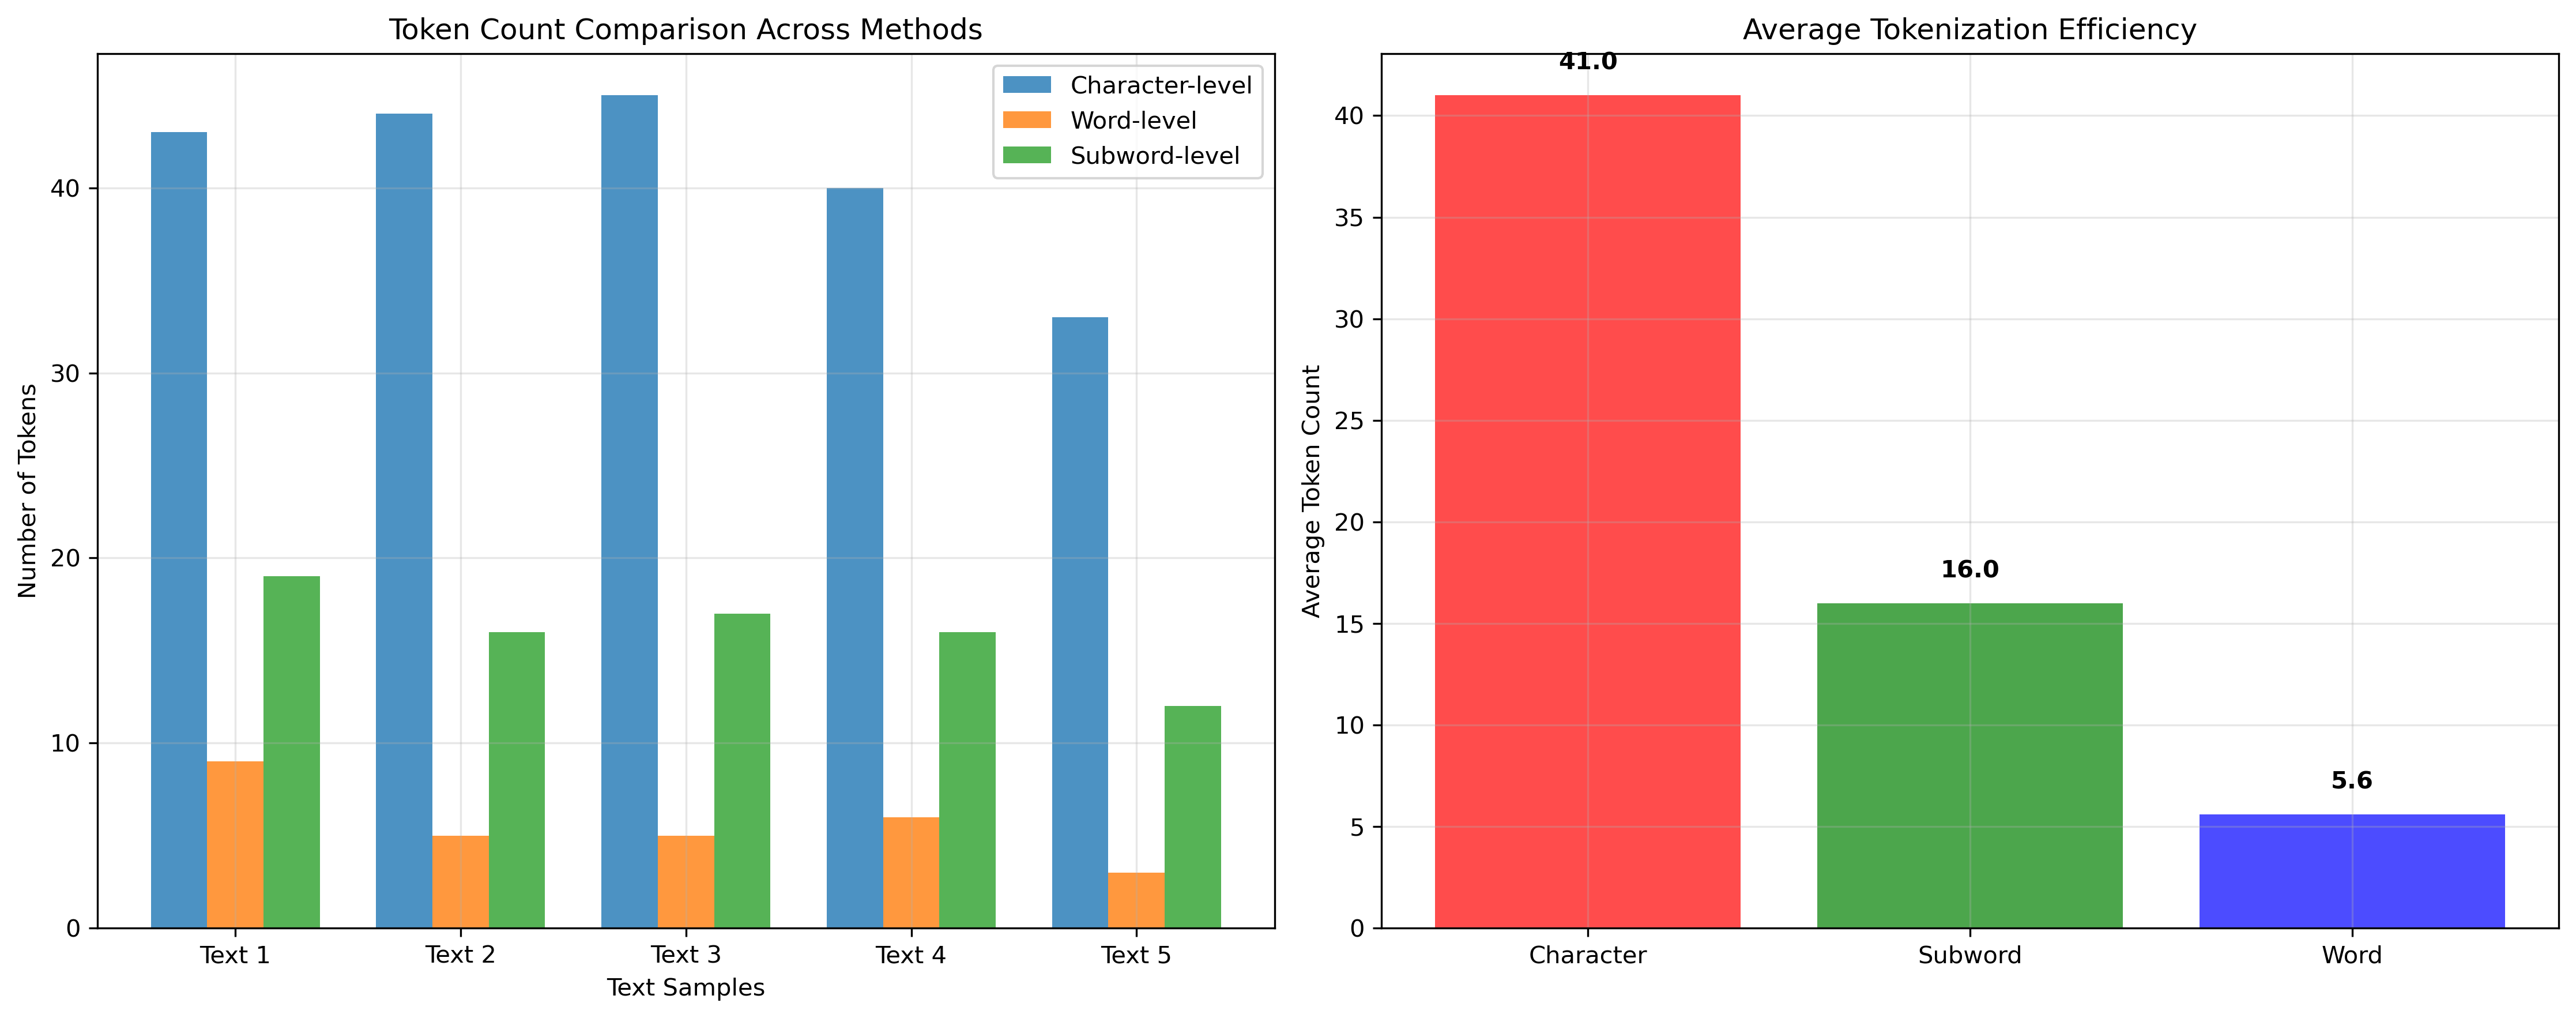 Token Count Comparison Across Methods
Number of Tokens
40
30
20
10
0
Character-level
Word-level
Subword-level
Text 1
Text 2
Text 3
Text 4
Text 5
Text Samples
Average Tokenization Efficiency
Average Token Count
40
35
30
25
20
15
10
5
0
41.0
16.0
5.6
Character
Subword
Word